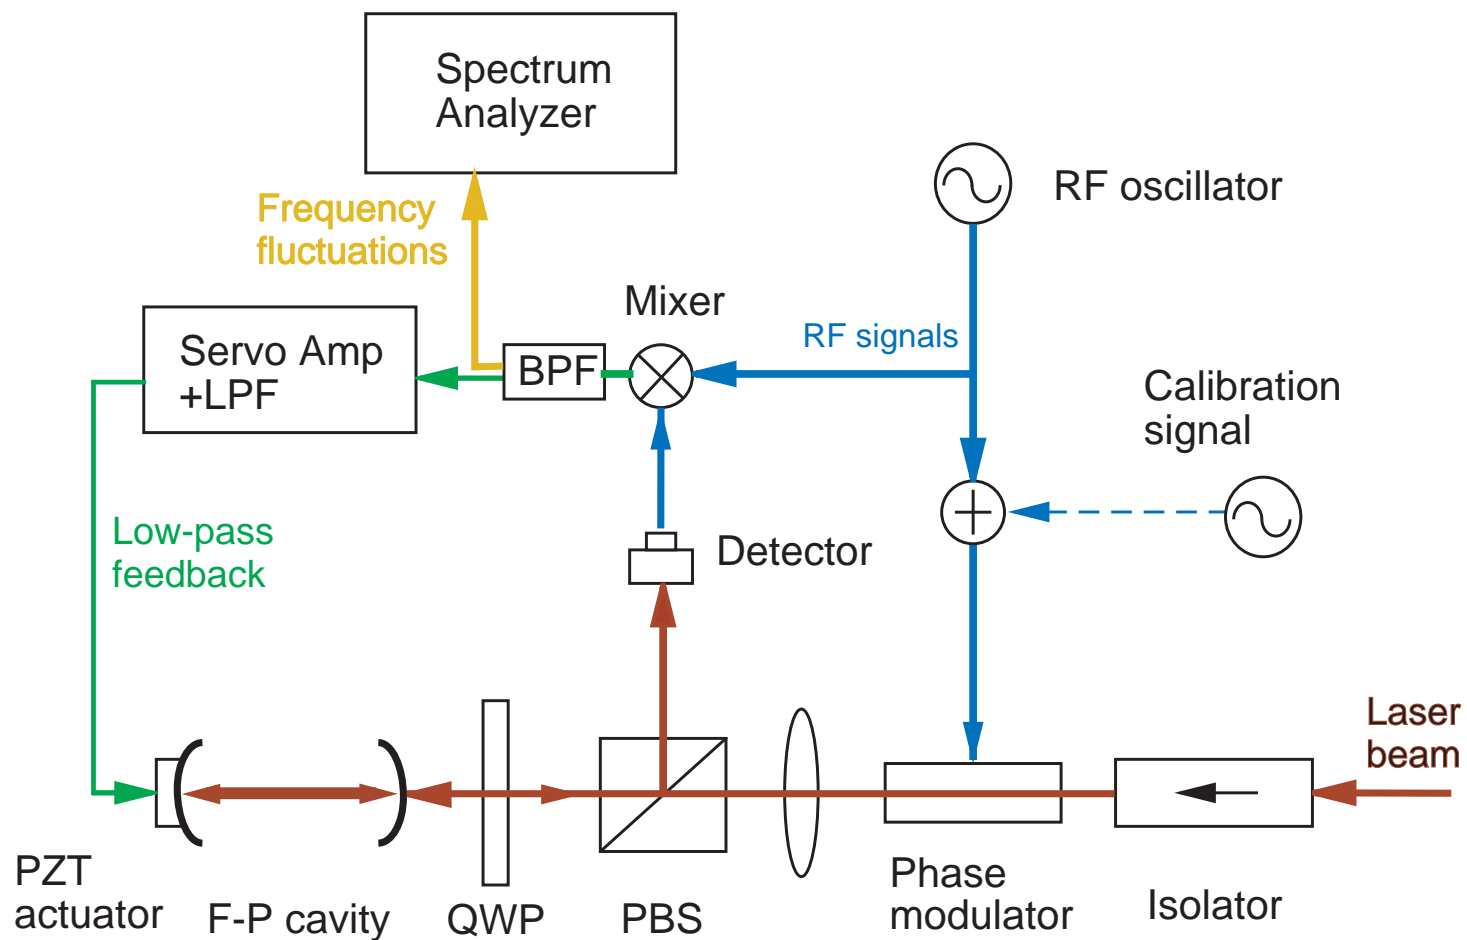 Spectrum
Analyzer
RF oscillator
Frequency
fluctuations
Mixer
RF signals
Servo Amp
+LPF
BPF
Calibration
signal
Low-pass
feedback
Detector
Laser
beam
PZT
actuator
F-P cavity
QWP
PBS
Phase
modulator
Isolator